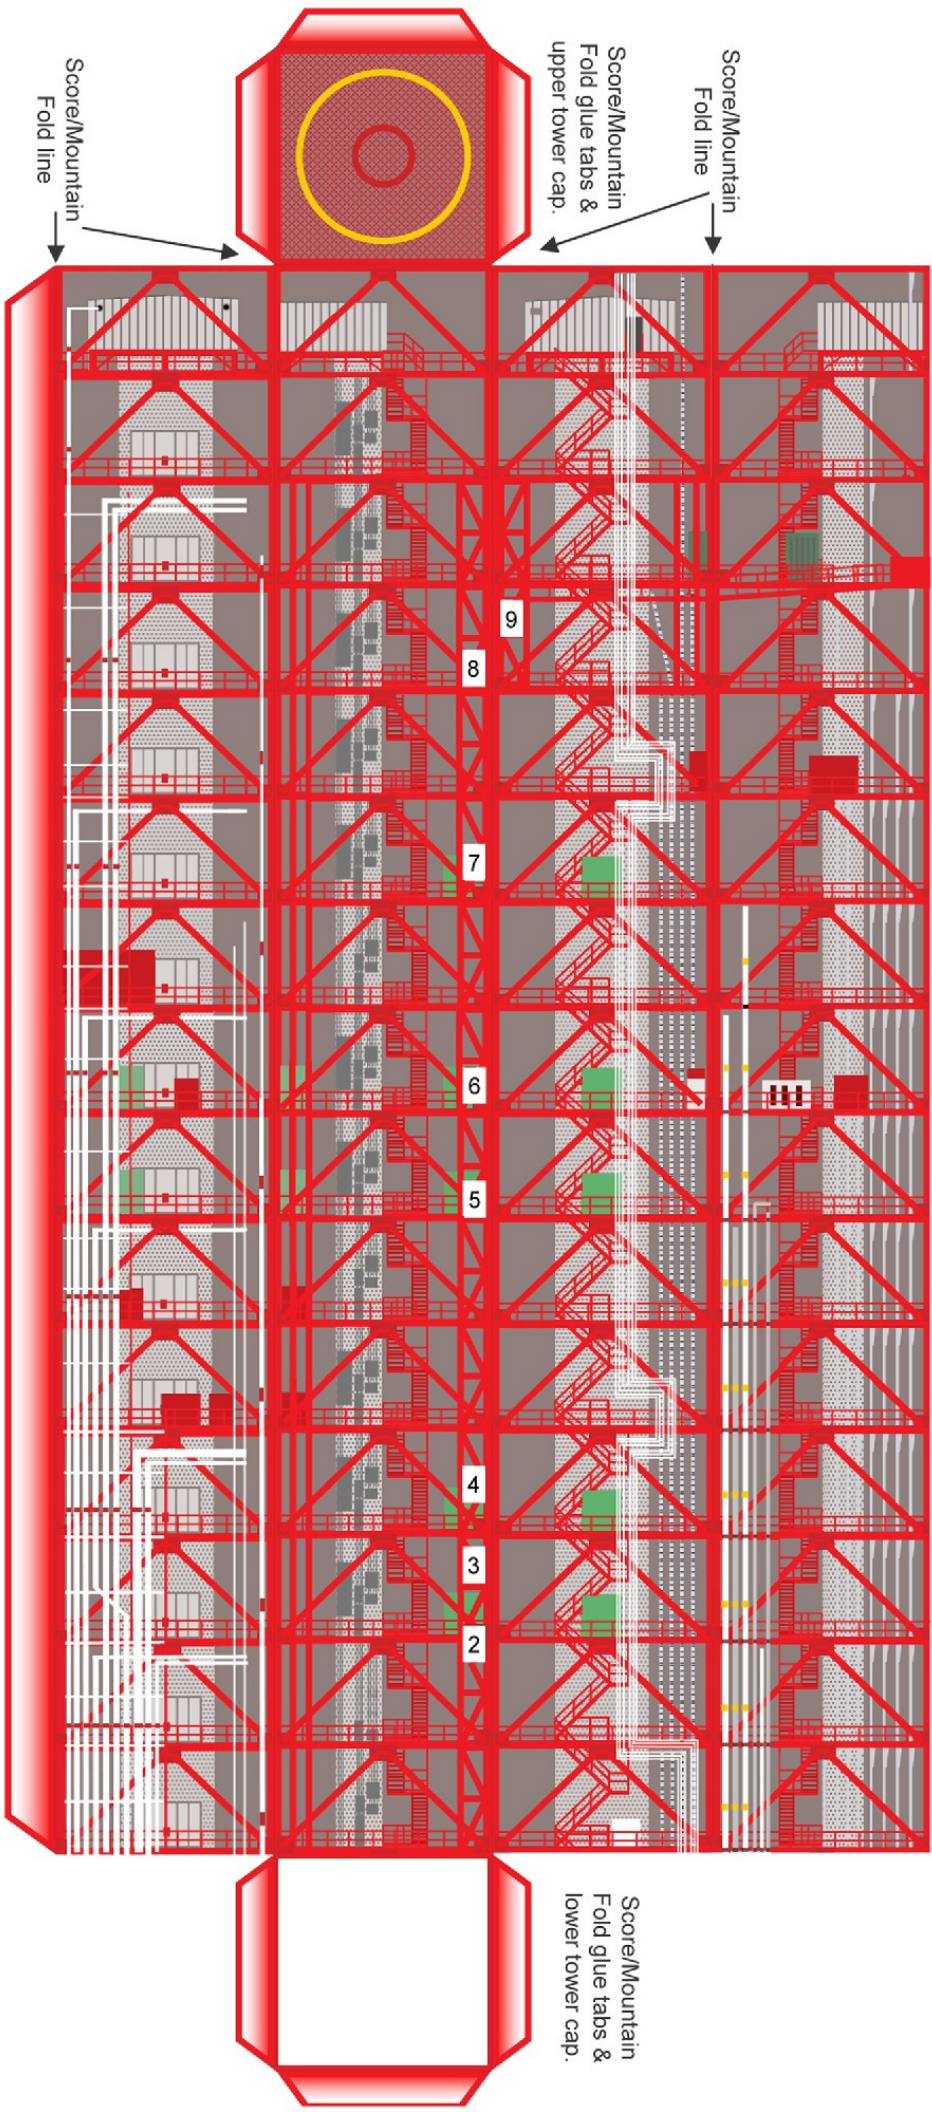 Score/Mountain
Fold line
Score/Mountain
Fold glue tabs &
upper tower cap.
Score/Mountain
Fold line
9
8
7
6
5
4
3
2
Score/Mountain
Fold glue tabs &
lower tower cap.